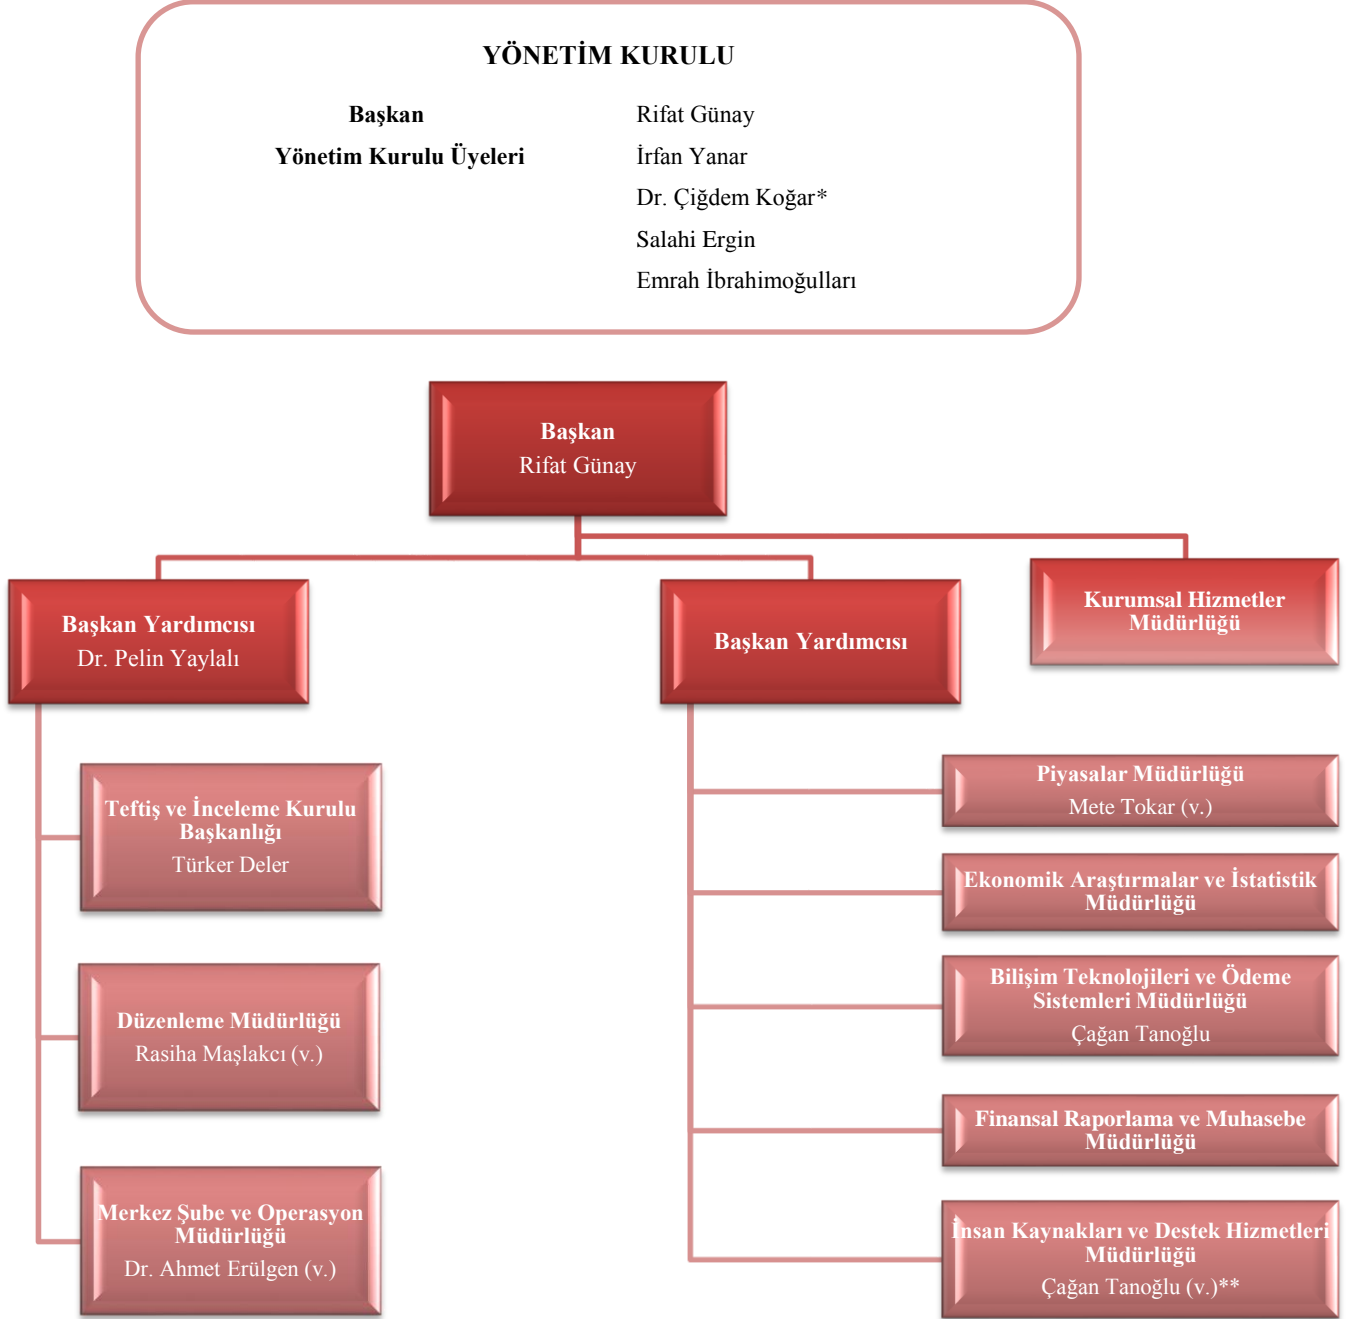 YÖNETİM KURULU
Başkan Rifat Günay
Yönetim Kurulu Üyeleri İrfan Yanar
Dr. Çiğdem Koğar*
Salahi Ergin
Emrah İbrahimoğulları
Başkan
Rifat Günay
Başkan Yardımcısı
Dr. Pelin Yaylalı
Başkan Yardımcısı
Kurumsal Hizmetler
Müdürlüğü
Teftiş ve İnceleme Kurulu
Başkanlığı
Türker Deler
Düzenleme Müdürlüğü
Rasiha Maşlakcı (v.)
Merkez Şube ve Operasyon
Müdürlüğü
Dr. Ahmet Erülgen (v.)
Piyasalar Müdürlüğü
Mete Tokar (v.)
Ekonomik Araştırmalar ve İstatistik
Müdürlüğü
Bilişim Teknolojileri ve Ödeme
Sistemleri Müdürlüğü
Çağan Tanoğlu
Finansal Raporlama ve Muhasebe
Müdürlüğü
İnsan Kaynakları ve Destek Hizmetleri
Müdürlüğü
Çağan Tanoğlu (v.)**